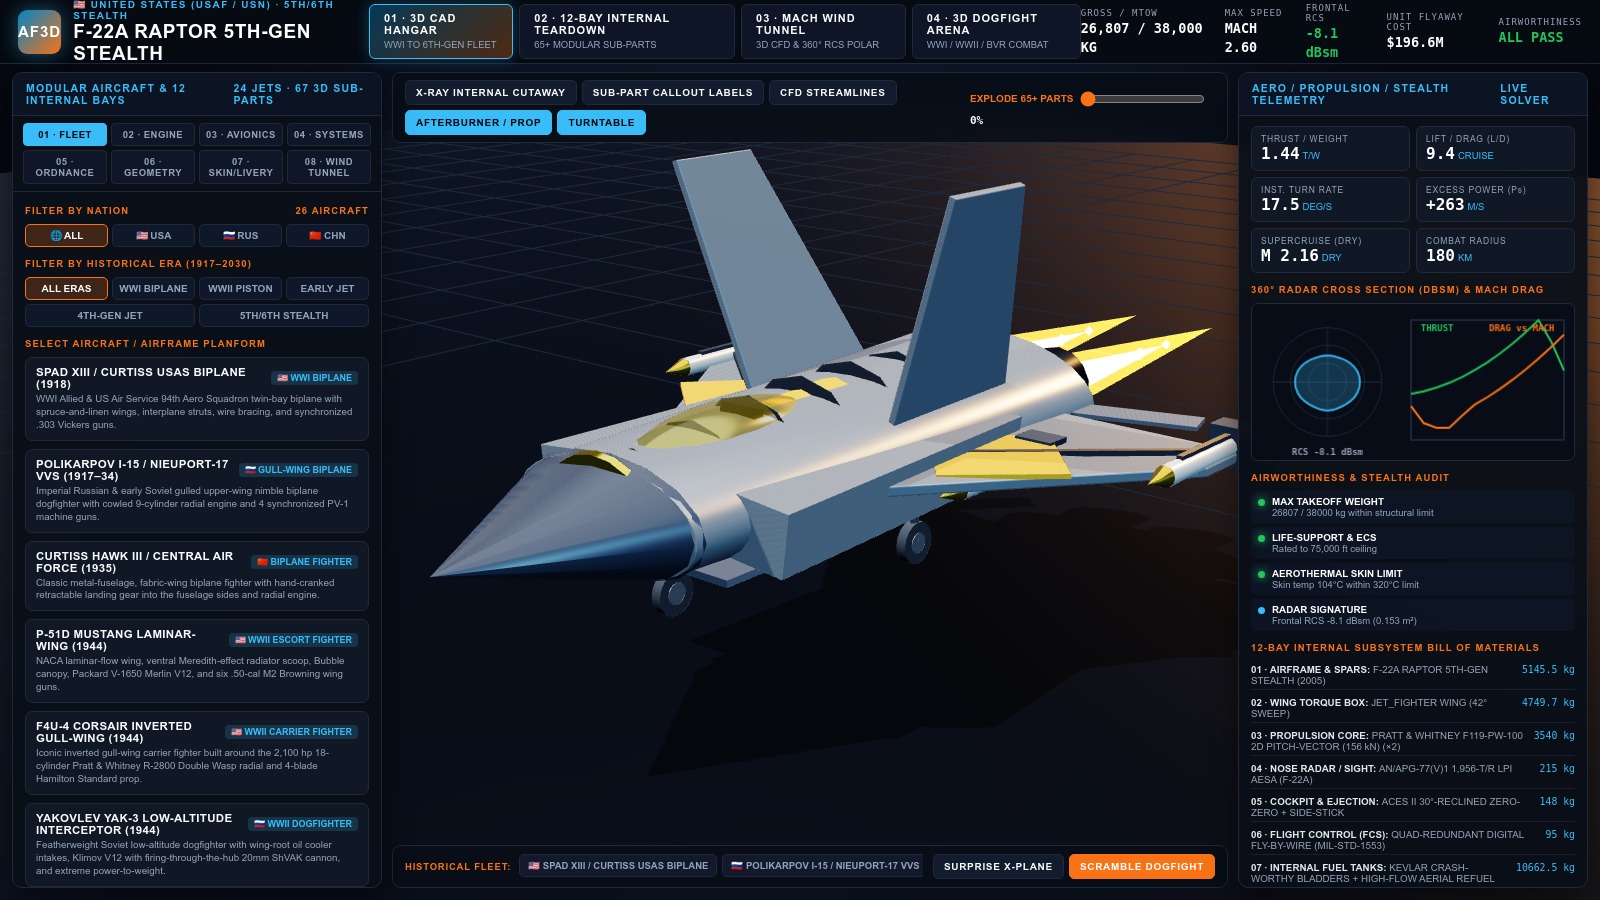 AF3D
🇺🇸 UNITED STATES (USAF / USN) · 5TH/6TH
STEALTH
F-22A RAPTOR 5TH-GEN
STEALTH
01 · 3D CAD
HANGAR
WWI TO 6TH-GEN FLEET
02 · 12-BAY INTERNAL
TEARDOWN
65+ MODULAR SUB-PARTS
03 · MACH WIND
TUNNEL
3D CFD & 360° RCS POLAR
04 · 3D DOGFIGHT
ARENA
WWI / WWII / BVR COMBAT
GROSS / MTOW
26,807 / 38,000
KG
MAX SPEED
MACH
2.60
FRONTAL
RCS
-8.1
dBsm
UNIT FLYAWAY
COST
$196.6M
AIRWORTHINESS
ALL PASS
MODULAR AIRCRAFT & 12
INTERNAL BAYS
24 JETS · 67 3D SUB-
PARTS
01 · FLEET
02 · ENGINE
03 · AVIONICS
04 · SYSTEMS
05 ·
ORDNANCE
06 ·
GEOMETRY
07 ·
SKIN/LIVERY
08 · WIND
TUNNEL
FILTER BY NATION
26 AIRCRAFT
🌐 ALL
🇺🇸 USA
🇷🇺 RUS
🇨🇳 CHN
FILTER BY HISTORICAL ERA (1917–2030)
ALL ERAS
WWI BIPLANE
WWII PISTON
EARLY JET
4TH-GEN JET
5TH/6TH STEALTH
SELECT AIRCRAFT / AIRFRAME PLANFORM
SPAD XIII / CURTISS USAS BIPLANE
(1918)
🇺🇸 WWI BIPLANE
WWI Allied & US Air Service 94th Aero Squadron twin-bay biplane with
spruce-and-linen wings, interplane struts, wire bracing, and synchronized
.303 Vickers guns.
POLIKARPOV I-15 / NIEUPORT-17
VVS (1917–34)
🇷🇺 GULL-WING BIPLANE
Imperial Russian & early Soviet gulled upper-wing nimble biplane
dogfighter with cowled 9-cylinder radial engine and 4 synchronized PV-1
machine guns.
CURTISS HAWK III / CENTRAL AIR
FORCE (1935)
🇨🇳 BIPLANE FIGHTER
Classic metal-fuselage, fabric-wing biplane fighter with hand-cranked
retractable landing gear into the fuselage sides and radial engine.
P-51D MUSTANG LAMINAR-
WING (1944)
🇺🇸 WWII ESCORT FIGHTER
NACA laminar-flow wing, ventral Meredith-effect radiator scoop, Bubble
canopy, Packard V-1650 Merlin V12, and six .50-cal M2 Browning wing
guns.
F4U-4 CORSAIR INVERTED
GULL-WING (1944)
🇺🇸 WWII CARRIER FIGHTER
Iconic inverted gull-wing carrier fighter built around the 2,100 hp 18-
cylinder Pratt & Whitney R-2800 Double Wasp radial and 4-blade
Hamilton Standard prop.
YAKOVLEV YAK-3 LOW-ALTITUDE
INTERCEPTOR (1944)
🇷🇺 WWII DOGFIGHTER
Featherweight Soviet low-altitude dogfighter with wing-root oil cooler
intakes, Klimov V12 with firing-through-the-hub 20mm ShVAK cannon,
and extreme power-to-weight.
X-RAY INTERNAL CUTAWAY
SUB-PART CALLOUT LABELS
CFD STREAMLINES
AFTERBURNER / PROP
TURNTABLE
EXPLODE 65+ PARTS
0%
HISTORICAL FLEET:
🇺🇸 SPAD XIII / CURTISS USAS BIPLANE
🇷🇺 POLIKARPOV I-15 / NIEUPORT-17 VVS
SURPRISE X-PLANE
SCRAMBLE DOGFIGHT
AERO / PROPULSION / STEALTH
TELEMETRY
LIVE
SOLVER
THRUST / WEIGHT
1.44 T/W
LIFT / DRAG (L/D)
9.4 CRUISE
INST. TURN RATE
17.5 DEG/S
EXCESS POWER (Ps)
+263 M/S
SUPERCRUISE (DRY)
M 2.16 DRY
COMBAT RADIUS
180 KM
360° RADAR CROSS SECTION (DBSM) & MACH DRAG
THRUST
DRAG vs MACH
RCS -8.1 dBsm
AIRWORTHINESS & STEALTH AUDIT
MAX TAKEOFF WEIGHT
26807 / 38000 kg within structural limit
LIFE-SUPPORT & ECS
Rated to 75,000 ft ceiling
AEROTHERMAL SKIN LIMIT
Skin temp 104°C within 320°C limit
RADAR SIGNATURE
Frontal RCS -8.1 dBsm (0.153 m²)
12-BAY INTERNAL SUBSYSTEM BILL OF MATERIALS
01 · AIRFRAME & SPARS: F-22A RAPTOR 5TH-GEN
STEALTH (2005)
5145.5 kg
02 · WING TORQUE BOX: JET_FIGHTER WING (42°
SWEEP)
4749.7 kg
03 · PROPULSION CORE: PRATT & WHITNEY F119-PW-100
2D PITCH-VECTOR (156 kN) (×2)
3540 kg
04 · NOSE RADAR / SIGHT: AN/APG-77(V)1 1,956-T/R LPI
AESA (F-22A)
215 kg
05 · COCKPIT & EJECTION: ACES II 30°-RECLINED ZERO-
ZERO + SIDE-STICK
148 kg
06 · FLIGHT CONTROL (FCS): QUAD-REDUNDANT DIGITAL
FLY-BY-WIRE (MIL-STD-1553)
95 kg
07 · INTERNAL FUEL TANKS: KEVLAR CRASH-
WORTHY BLADDERS + HIGH-FLOW AERIAL REFUEL
10662.5 kg